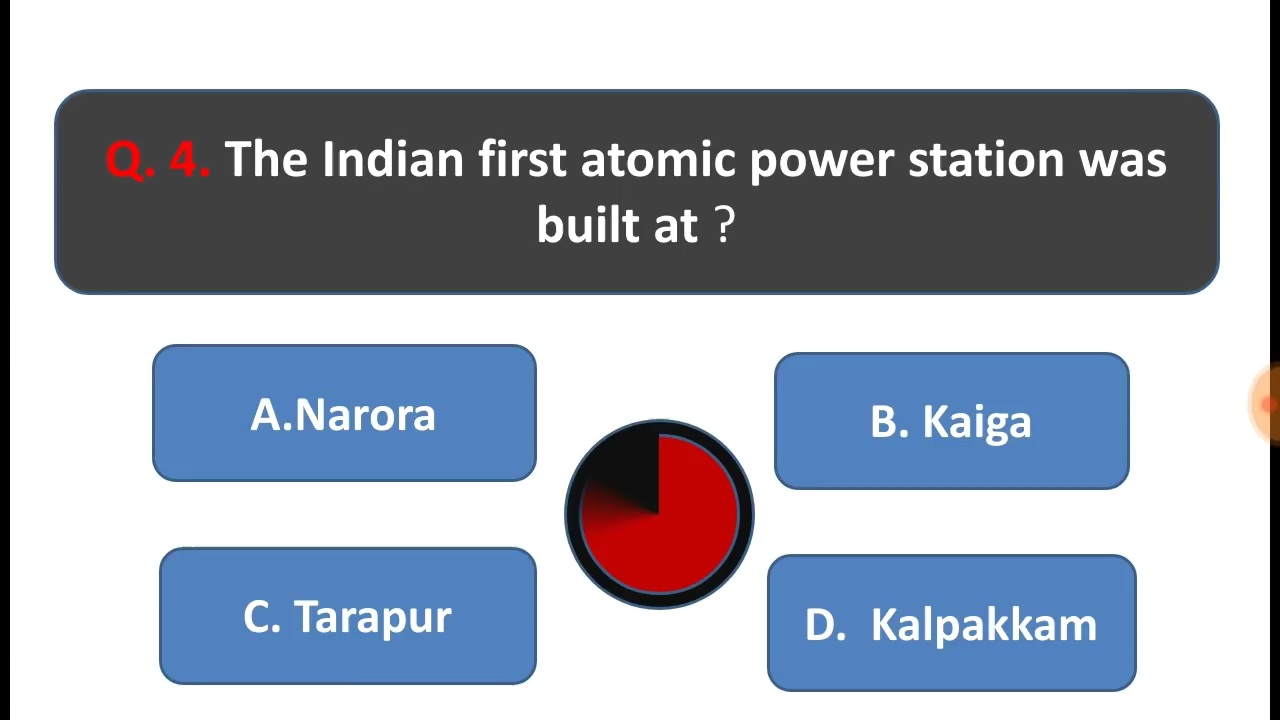 Q. 4. The Indian first atomic power station was
built at ?
A.Narora
B. Kaiga
C. Tarapur
D. Kalpakkam